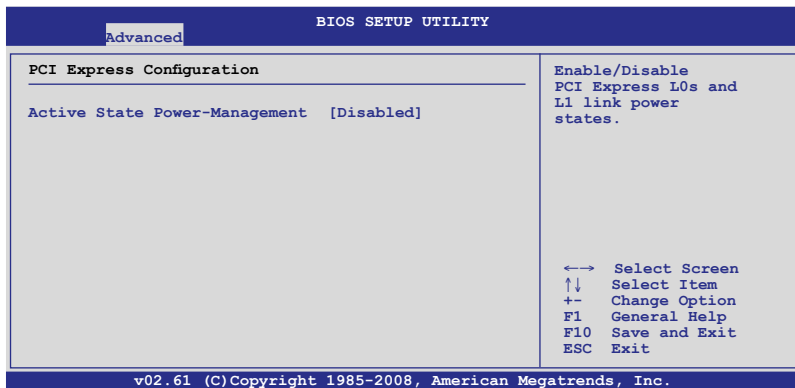 BIOS SETUP UTILITY
Advanced
PCI Express Configuration
Active State Power-Management [Disabled]
Enable/Disable
PCI Express L0s and
L1 link power
states.
←→ Select Screen
↑↓ Select Item
+- Change Option
F1 General Help
F10 Save and Exit
ESC Exit
v02.61 (C)Copyright 1985-2008, American Megatrends, Inc.